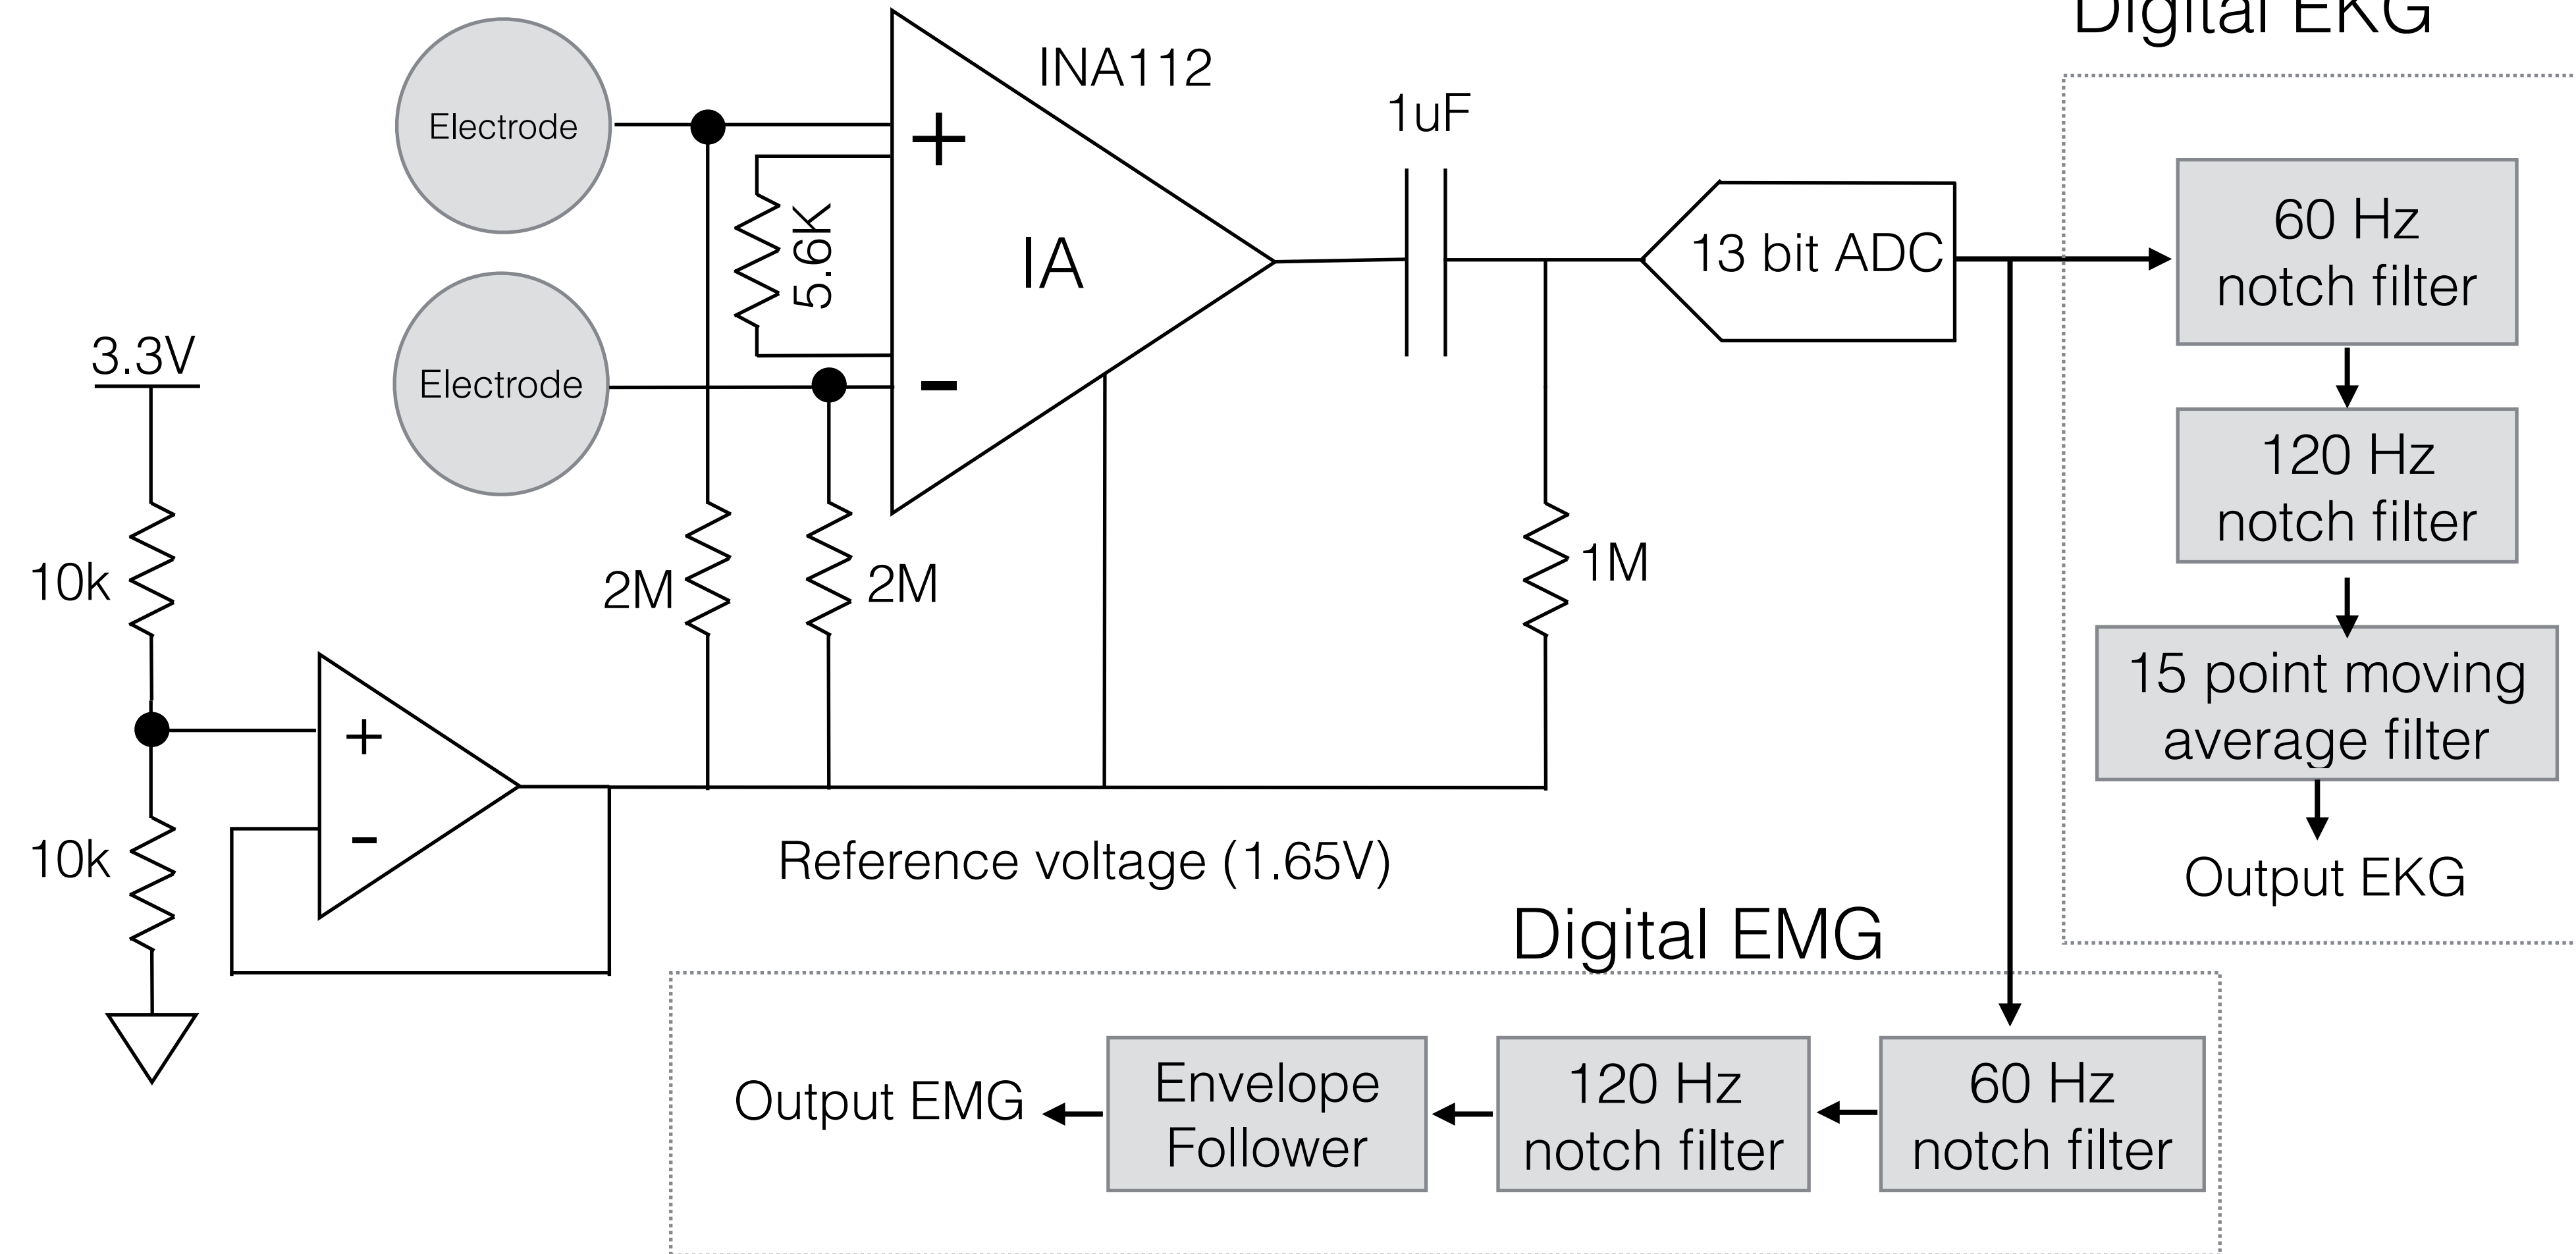 Digital EKG
INA112
Electrode
+
1uF
5.6K
IA
13 bit ADC
60 Hz
notch filter
3.3V
Electrode
-
120 Hz
notch filter
10k
2M
2M
1M
15 point moving
average filter
+
-
10k
Reference voltage (1.65V)
Output EKG
Digital EMG
Output EMG
Envelope
Follower
120 Hz
notch filter
60 Hz
notch filter